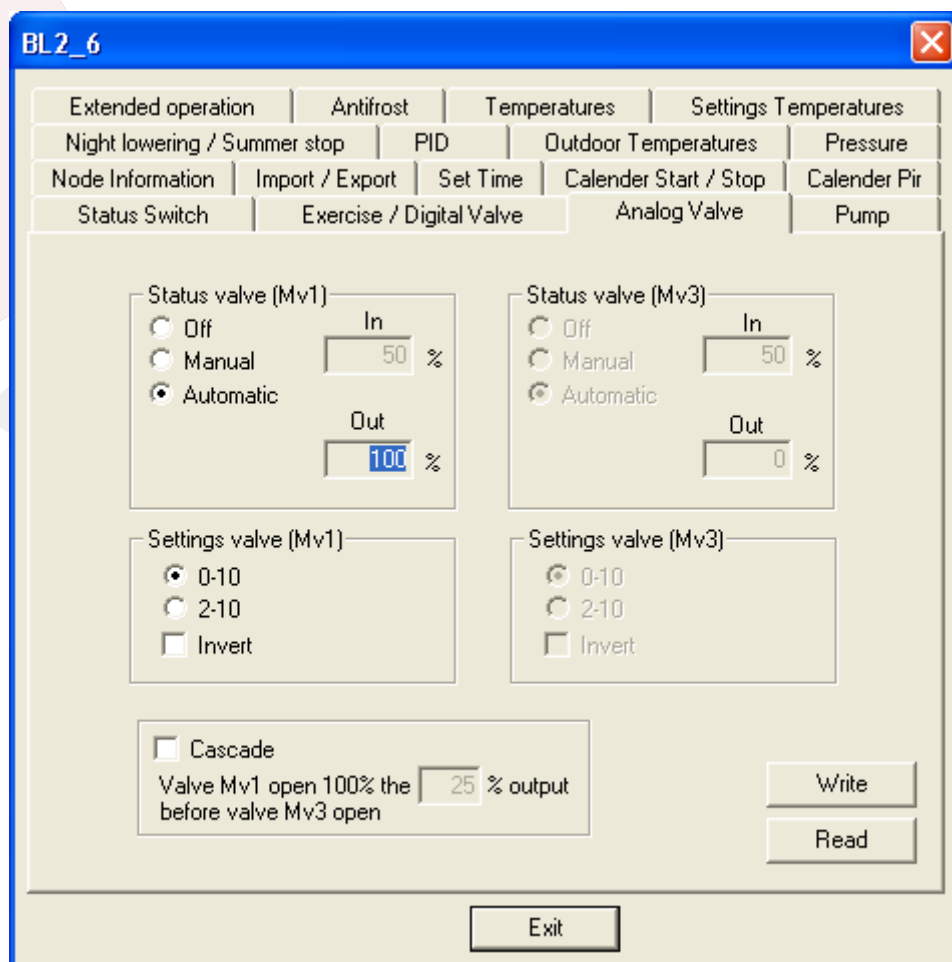 BL2_6
Extended operation Antifrost Temperatures Settings Temperatures
Night lowering / Summer stop PID Outdoor Temperatures Pressure
Node Information Import / Export Set Time Calender Start / Stop Calender Pir
Status Switch Exercise / Digital Valve Analog Valve Pump
Status valve (Mv1)
Off
Manual
Automatic
In
50 %
Out
100 %
Status valve (Mv3)
Off
Manual
Automatic
In
50 %
Out
0 %
Settings valve (Mv1)
0-10
2-10
Invert
Settings valve (Mv3)
0-10
2-10
Invert
Cascade
Valve Mv1 open 100% the 25 % output
before valve Mv3 open
Write
Read
Exit